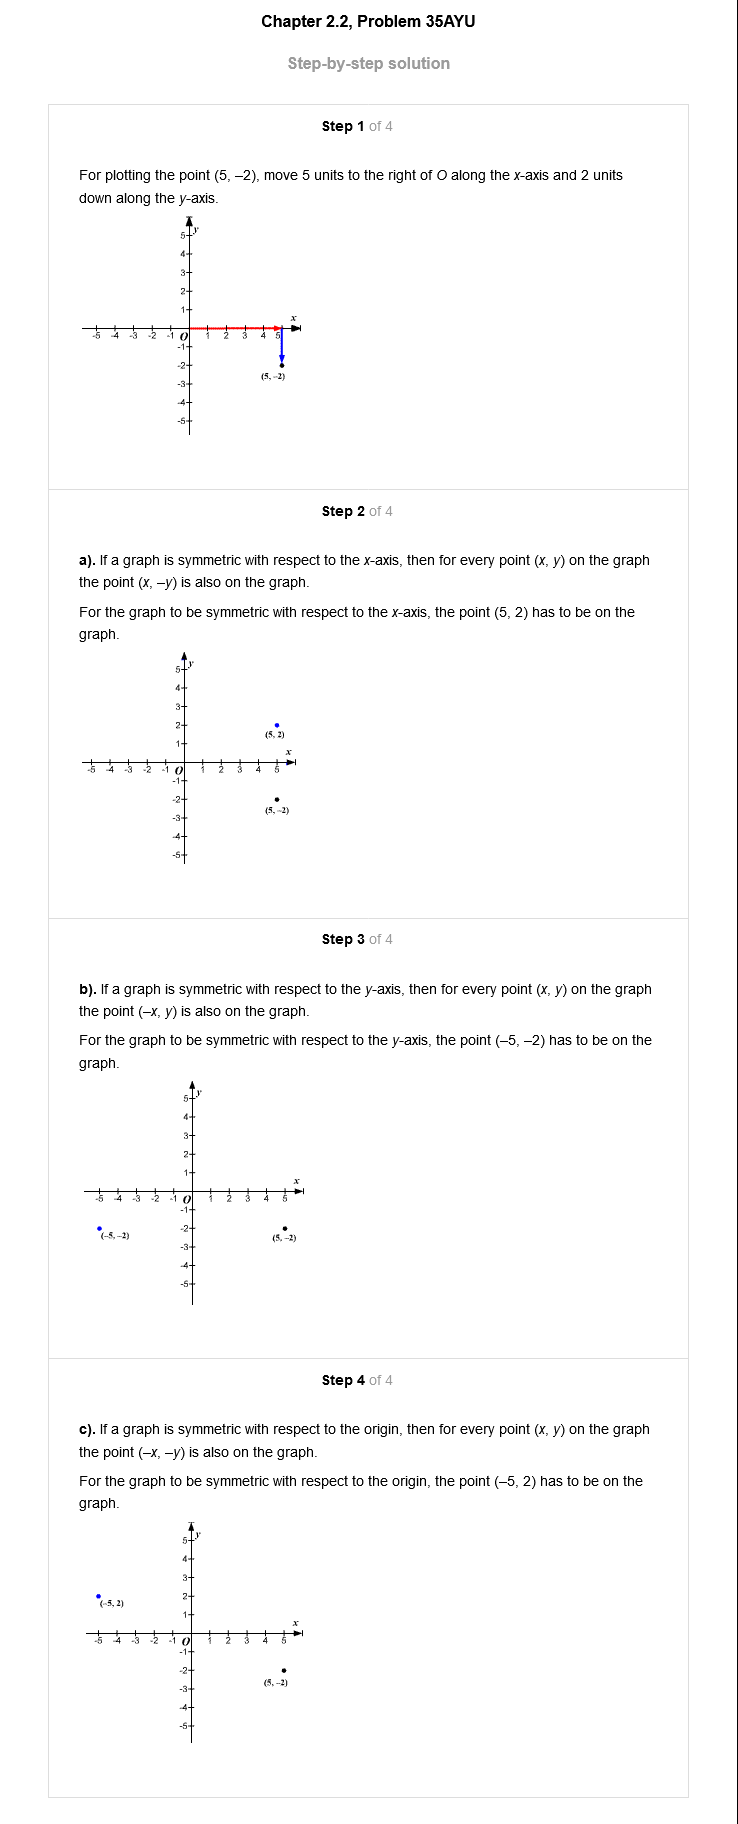 Chapter 2.2, Problem 35AYU
Step-by-step solution
Step 1 of 4
For plotting the point (5, –2), move 5 units to the right of O along the x-axis and 2 units
down along the y-axis.
y
5
4
3
2
1
x
-5 -4 -3 -2 -1 O 1 2 3 4 5
-1
-2
(5, –2)
-3
-4
-5
Step 2 of 4
a). If a graph is symmetric with respect to the x-axis, then for every point (x, y) on the graph
the point (x, –y) is also on the graph.
For the graph to be symmetric with respect to the x-axis, the point (5, 2) has to be on the
graph.
y
5
4
3
2
(5, 2)
1
x
-5 -4 -3 -2 -1 O 1 2 3 4 5
-1
-2
(5, –2)
-3
-4
-5
Step 3 of 4
b). If a graph is symmetric with respect to the y-axis, then for every point (x, y) on the graph
the point (–x, y) is also on the graph.
For the graph to be symmetric with respect to the y-axis, the point (–5, –2) has to be on the
graph.
y
5
4
3
2
1
x
-5 -4 -3 -2 -1 O 1 2 3 4 5
-1
-2
(–5, –2) (5, –2)
-3
-4
-5
Step 4 of 4
c). If a graph is symmetric with respect to the origin, then for every point (x, y) on the graph
the point (–x, –y) is also on the graph.
For the graph to be symmetric with respect to the origin, the point (–5, 2) has to be on the
graph.
y
5
4
3
2
(–5, 2)
1
x
-5 -4 -3 -2 -1 O 1 2 3 4 5
-1
-2
(5, –2)
-3
-4
-5